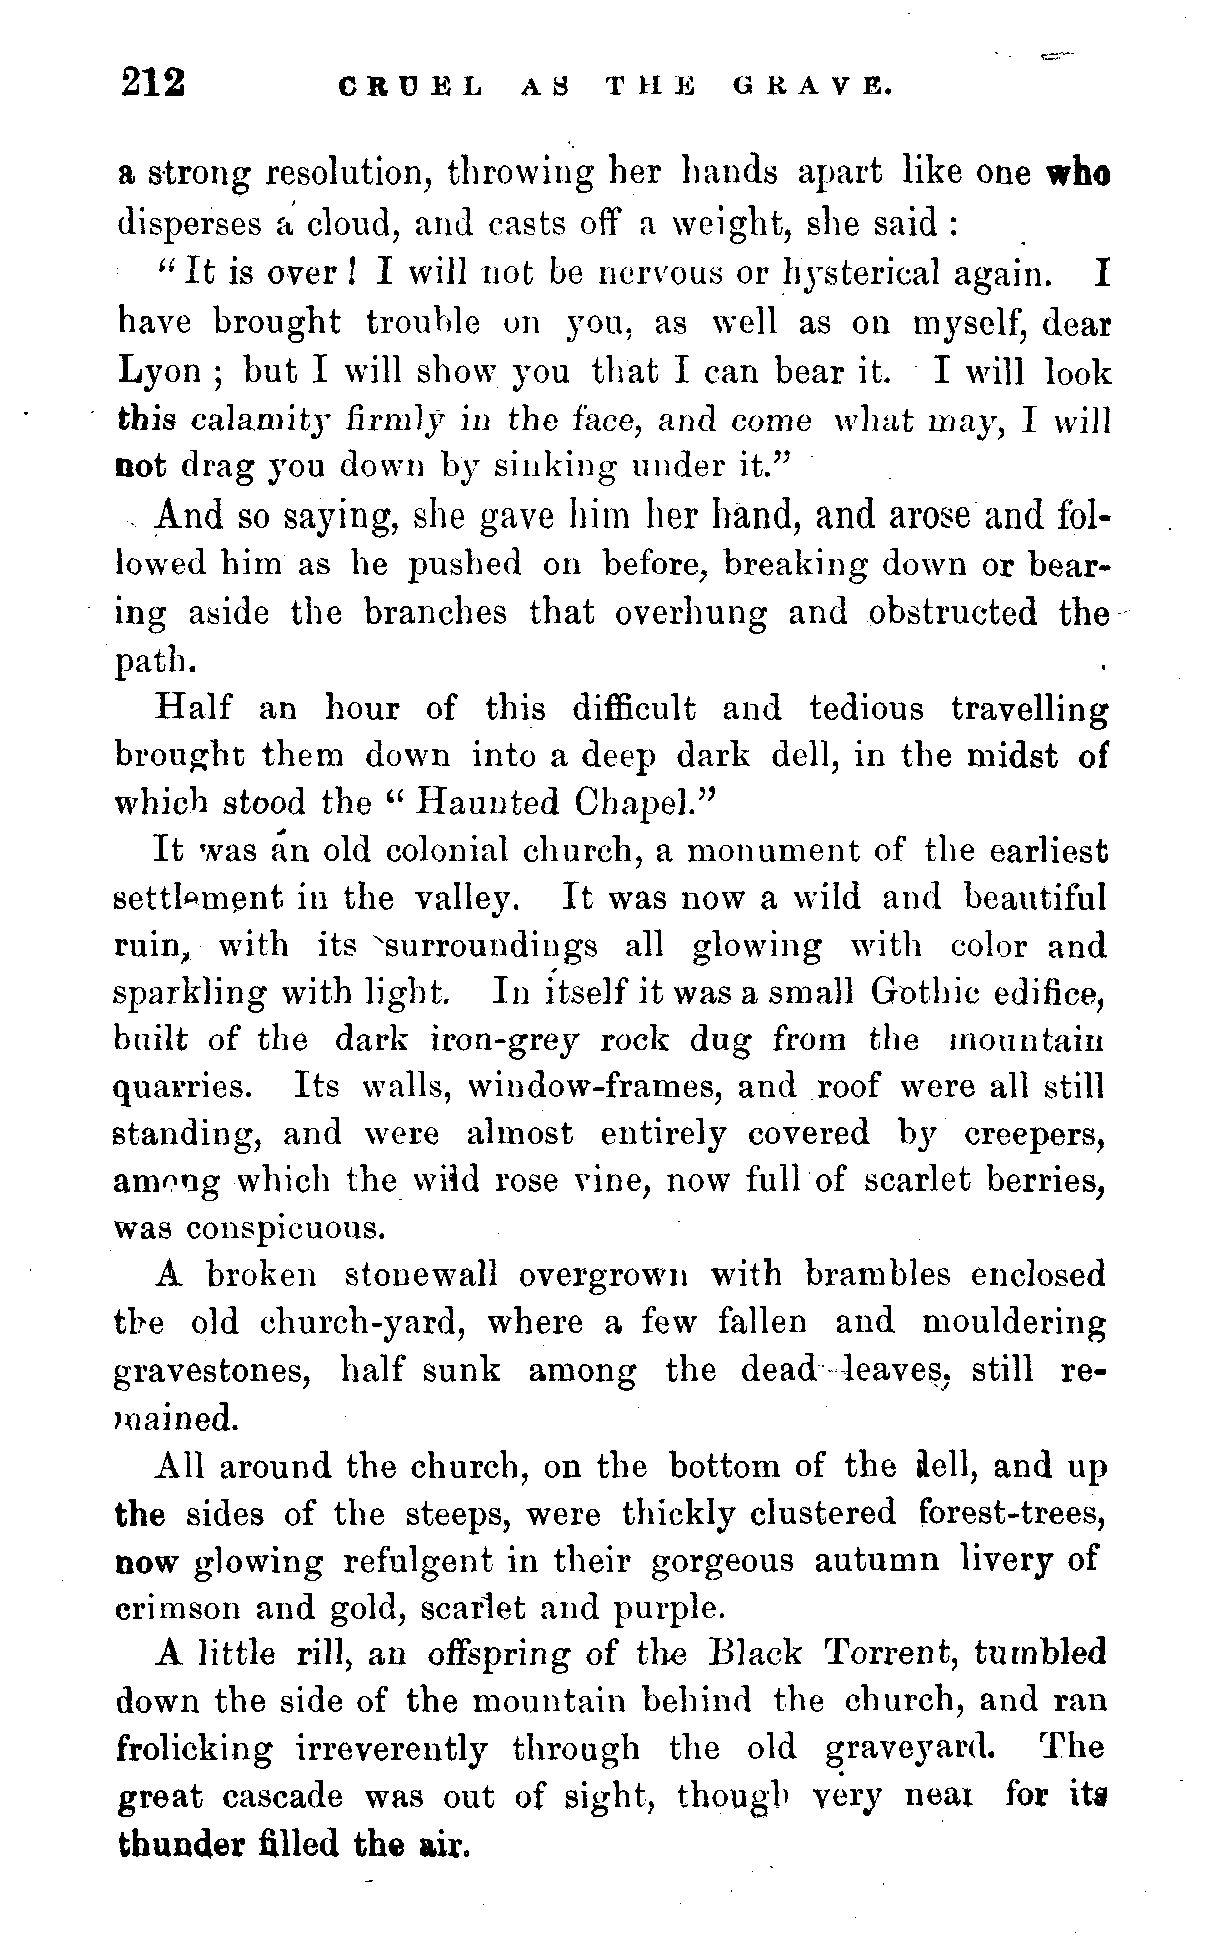 212 CRUEL AS THE GRAVE.
a strong resolution, throwing her hands apart like one who
disperses a cloud, and casts off a weight, she said :
“ It is over ! I will not be nervous or hysterical again. I
have brought trouble on you, as well as on myself, dear
Lyon ; but I will show you that I can bear it. I will look
this calamity firmly in the face, and come what may, I will
not drag you down by sinking under it.”
And so saying, she gave him her hand, and arose and fol-
lowed him as he pushed on before, breaking down or bear-
ing aside the branches that overhung and obstructed the
path.
Half an hour of this difficult and tedious travelling
brought them down into a deep dark dell, in the midst of
which stood the “ Haunted Chapel.”
It was an old colonial church, a monument of the earliest
settlement in the valley. It was now a wild and beautiful
ruin, with its surroundings all glowing with color and
sparkling with light. In itself it was a small Gothic edifice,
built of the dark iron-grey rock dug from the mountain
quarries. Its walls, window-frames, and roof were all still
standing, and were almost entirely covered by creepers,
among which the wild rose vine, now full of scarlet berries,
was conspicuous.
A broken stonewall overgrown with brambles enclosed
the old church-yard, where a few fallen and mouldering
gravestones, half sunk among the dead leaves, still re-
mained.
All around the church, on the bottom of the dell, and up
the sides of the steeps, were thickly clustered forest-trees,
now glowing refulgent in their gorgeous autumn livery of
crimson and gold, scarlet and purple.
A little rill, an offspring of the Black Torrent, tumbled
down the side of the mountain behind the church, and ran
frolicking irreverently through the old graveyard. The
great cascade was out of sight, though very near for its
thunder filled the air.